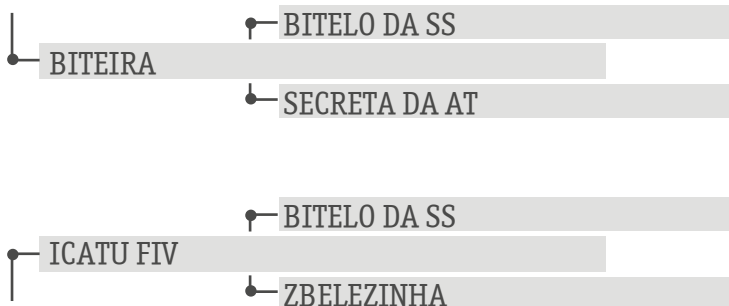 BITELO DA SS
BITEIRA
SECRETA DA AT
BITELO DA SS
ICATU FIV
ZBELEZINHA